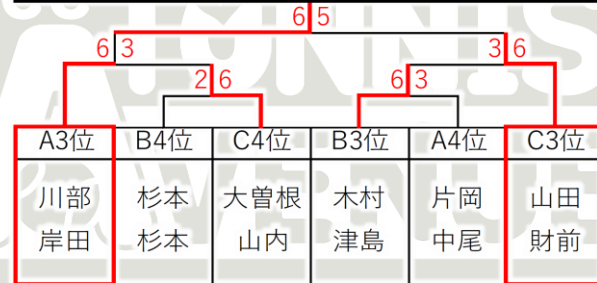 6 5
6 3 3 6
2 6 6 3
A3位 B4位 C4位 B3位 A4位 C3位
川部 杉本 大曽根 木村 片岡 山田
岸田 杉本 山内 津島 中尾 財前